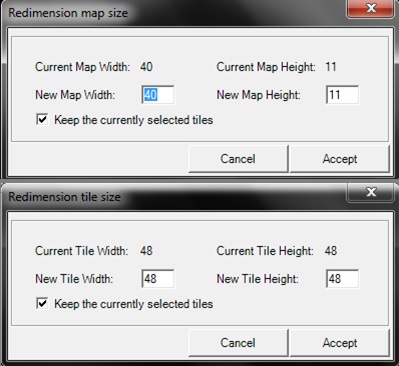 Redimension map size
Current Map Width: 40 Current Map Height: 11
New Map Width: 40 New Map Height: 11
Keep the currently selected tiles
Cancel Accept
Redimension tile size
Current Tile Width: 48 Current Tile Height: 48
New Tile Width: 48 New Tile Height: 48
Keep the currently selected tiles
Cancel Accept